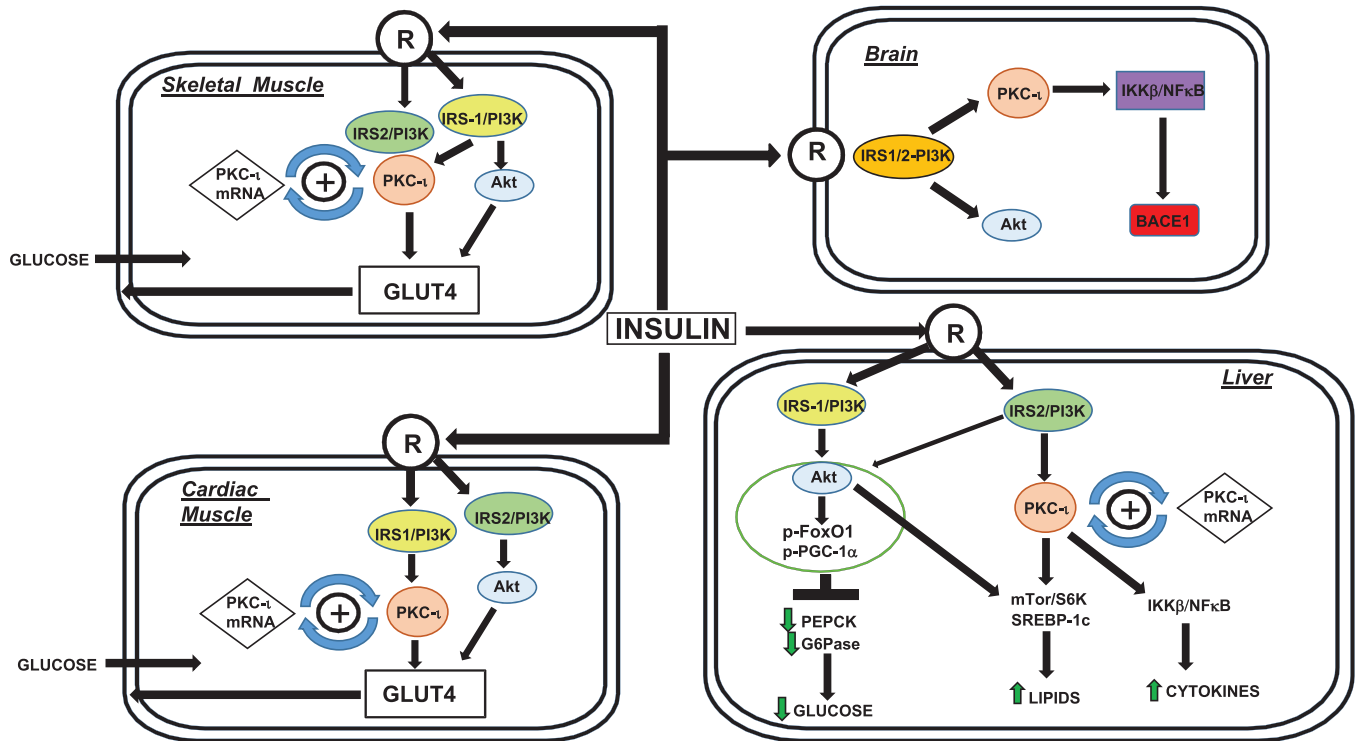 R
Skeletal Muscle
IRS-1/PI3K
IRS2/PI3K
PKC-ι
mRNA
+
PKC-ι
Akt
GLUCOSE
GLUT4
Brain
R
IRS1/2-PI3K
PKC-ι
IKKβ/NFκB
Akt
BACE1
INSULIN
R
Cardiac
Muscle
IRS1/PI3K
IRS2/PI3K
PKC-ι
mRNA
+
PKC-ι
Akt
GLUCOSE
GLUT4
R
Liver
IRS-1/PI3K
IRS2/PI3K
Akt
p-FoxO1
p-PGC-1α
PKC-ι
+
PKC-ι
mRNA
PEPCK
G6Pase
GLUCOSE
mTor/S6K
SREBP-1c
LIPIDS
IKKβ/NFκB
CYTOKINES